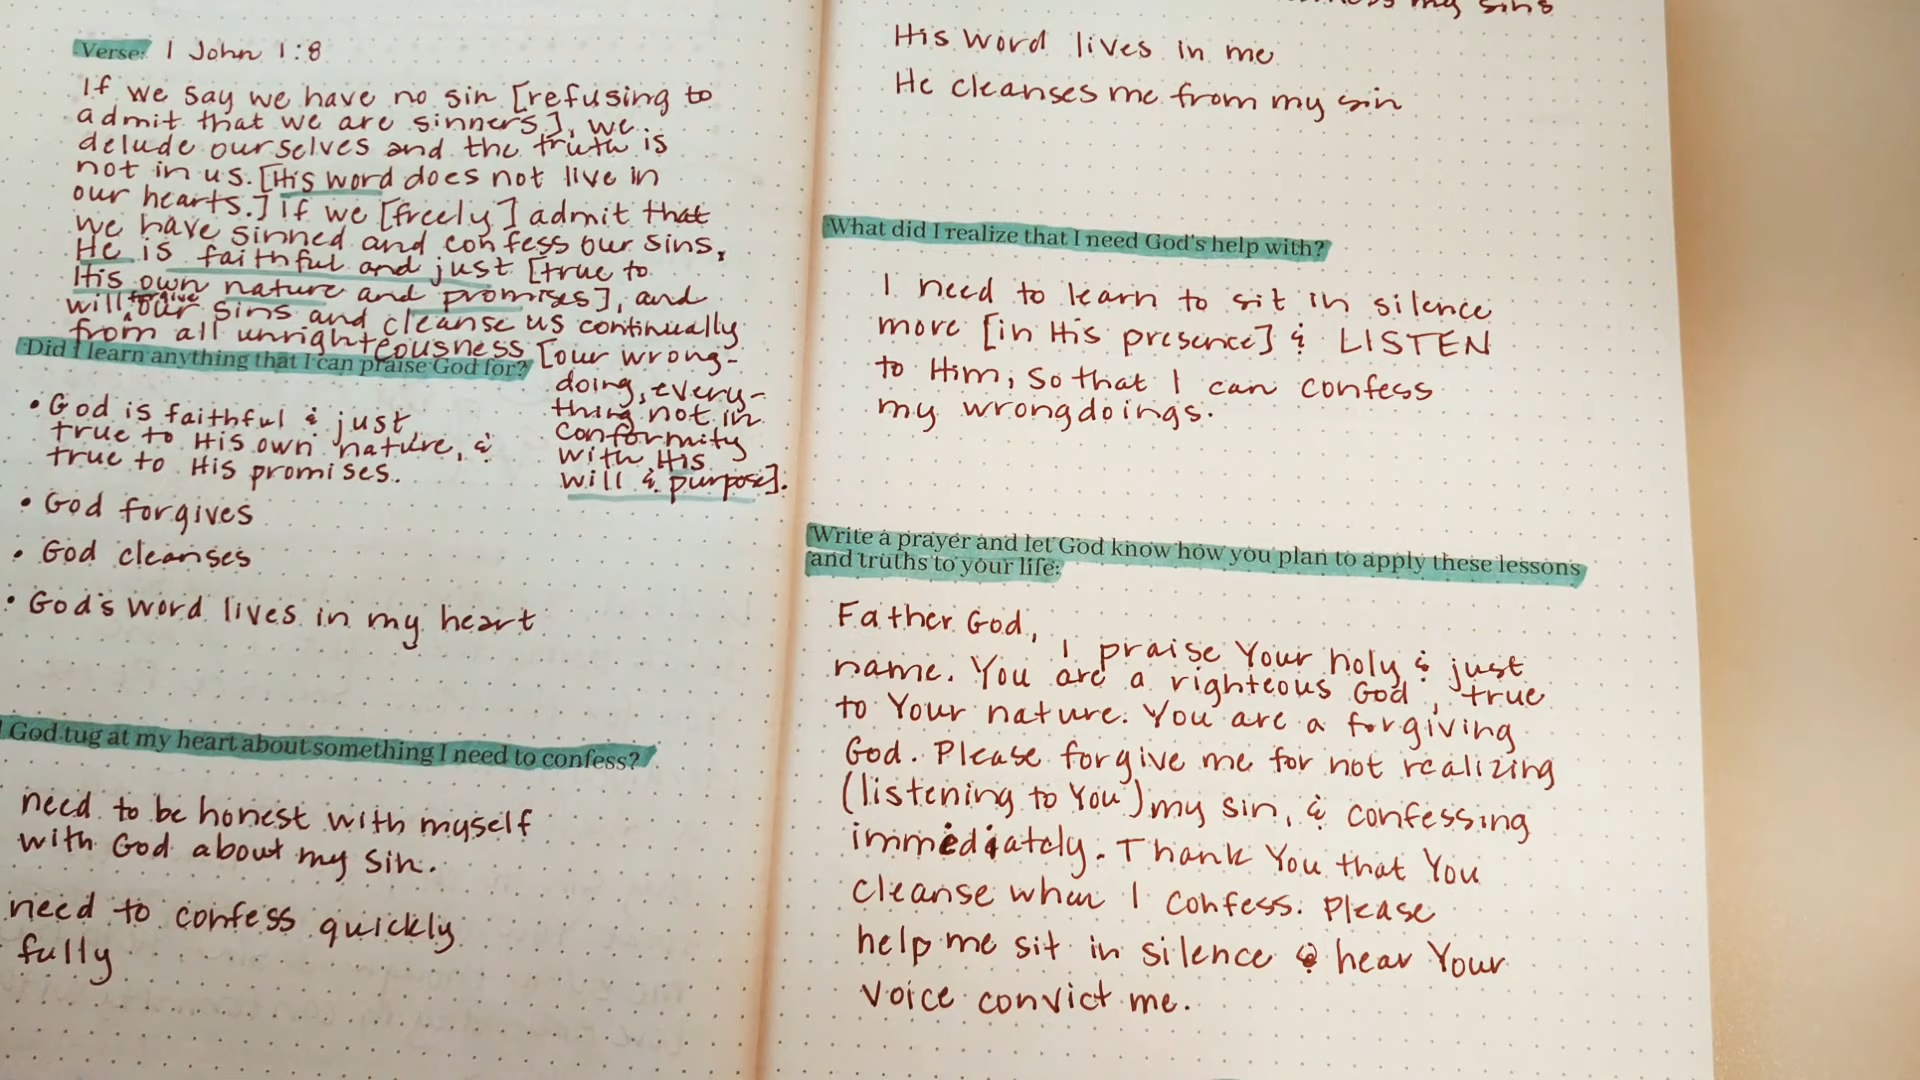 Verse: 1 John 1:8
If we say we have no sin [refusing to
admit that we are sinners], we
delude ourselves and the truth is
not in us. [His word does not live in
our hearts.] If we [freely] admit that
we have sinned and confess our sins,
He is faithful and just [true to
His own nature and promises], and
will forgive our sins and cleanse us continually
from all unrighteousness [our wrong-
doing, every-
thing not in
conformity
with His
will & purpose].
Did I learn anything that I can praise God for?
• God is faithful & just
true to His own nature, &
true to His promises.
• God forgives
• God cleanses
• God's word lives in my heart
God tug at my heart about something I need to confess?
need to be honest with myself
with God about my sin.
need to confess quickly
fully
my sins
His word lives in me
He cleanses me from my sin
What did I realize that I need God's help with?
I need to learn to sit in silence
more [in His presence] & LISTEN
to Him, so that I can confess
my wrongdoings.
Write a prayer and let God know how you plan to apply these lessons
and truths to your life:
Father God,
I praise Your holy & just
name. You are a righteous God, true
to Your nature. You are a forgiving
God. Please forgive me for not realizing
(listening to You) my sin, & confessing
immediately. Thank You that You
cleanse when I confess. Please
help me sit in silence & hear Your
voice convict me.